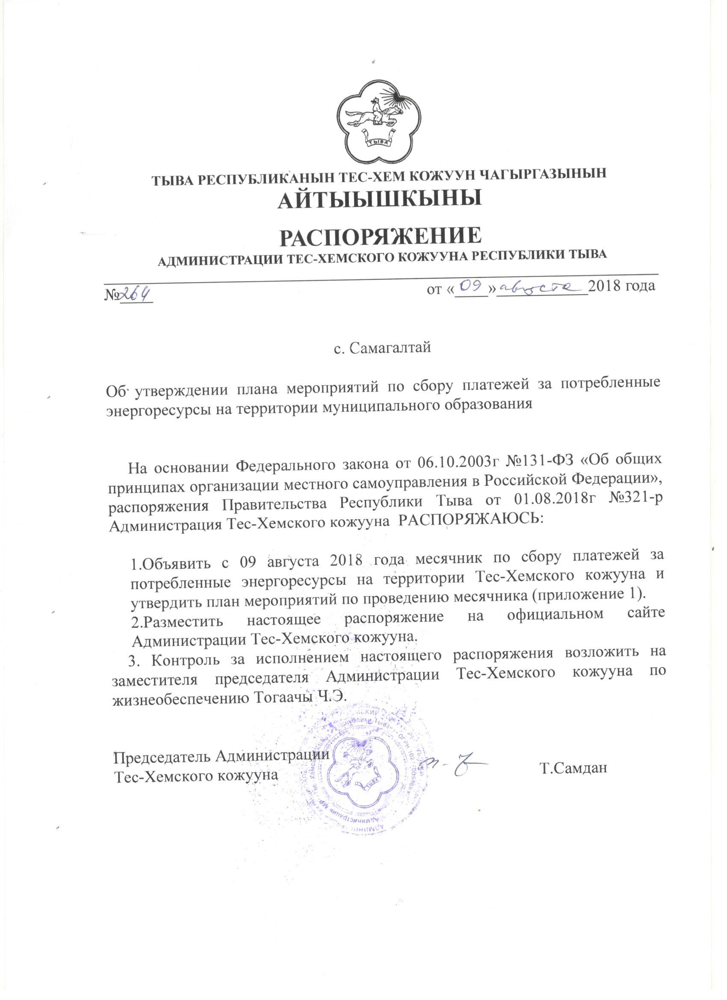 ТЫВА
ТЫВА РЕСПУБЛИКАНЫН ТЕС-ХЕМ КОЖУУН ЧАГЫРГАЗЫНЫН
АЙТЫЫШКЫНЫ
РАСПОРЯЖЕНИЕ
АДМИНИСТРАЦИИ ТЕС-ХЕМСКОГО КОЖУУНА РЕСПУБЛИКИ ТЫВА
№264 от «09» августа 2018 года
с. Самагалтай
Об утверждении плана мероприятий по сбору платежей за потребленные
энергоресурсы на территории муниципального образования
На основании Федерального закона от 06.10.2003г №131-ФЗ «Об общих
принципах организации местного самоуправления в Российской Федерации»,
распоряжения Правительства Республики Тыва от 01.08.2018г №321-р
Администрация Тес-Хемского кожууна РАСПОРЯЖАЮСЬ:
1.Объявить с 09 августа 2018 года месячник по сбору платежей за
потребленные энергоресурсы на территории Тес-Хемского кожууна и
утвердить план мероприятий по проведению месячника (приложение 1).
2.Разместить настоящее распоряжение на официальном сайте
Администрации Тес-Хемского кожууна.
3. Контроль за исполнением настоящего распоряжения возложить на
заместителя председателя Администрации Тес-Хемского кожууна по
жизнеобеспечению Тогаачы Ч.Э.
Председатель Администрации
Тес-Хемского кожууна Т.Самдан
ТЫВА